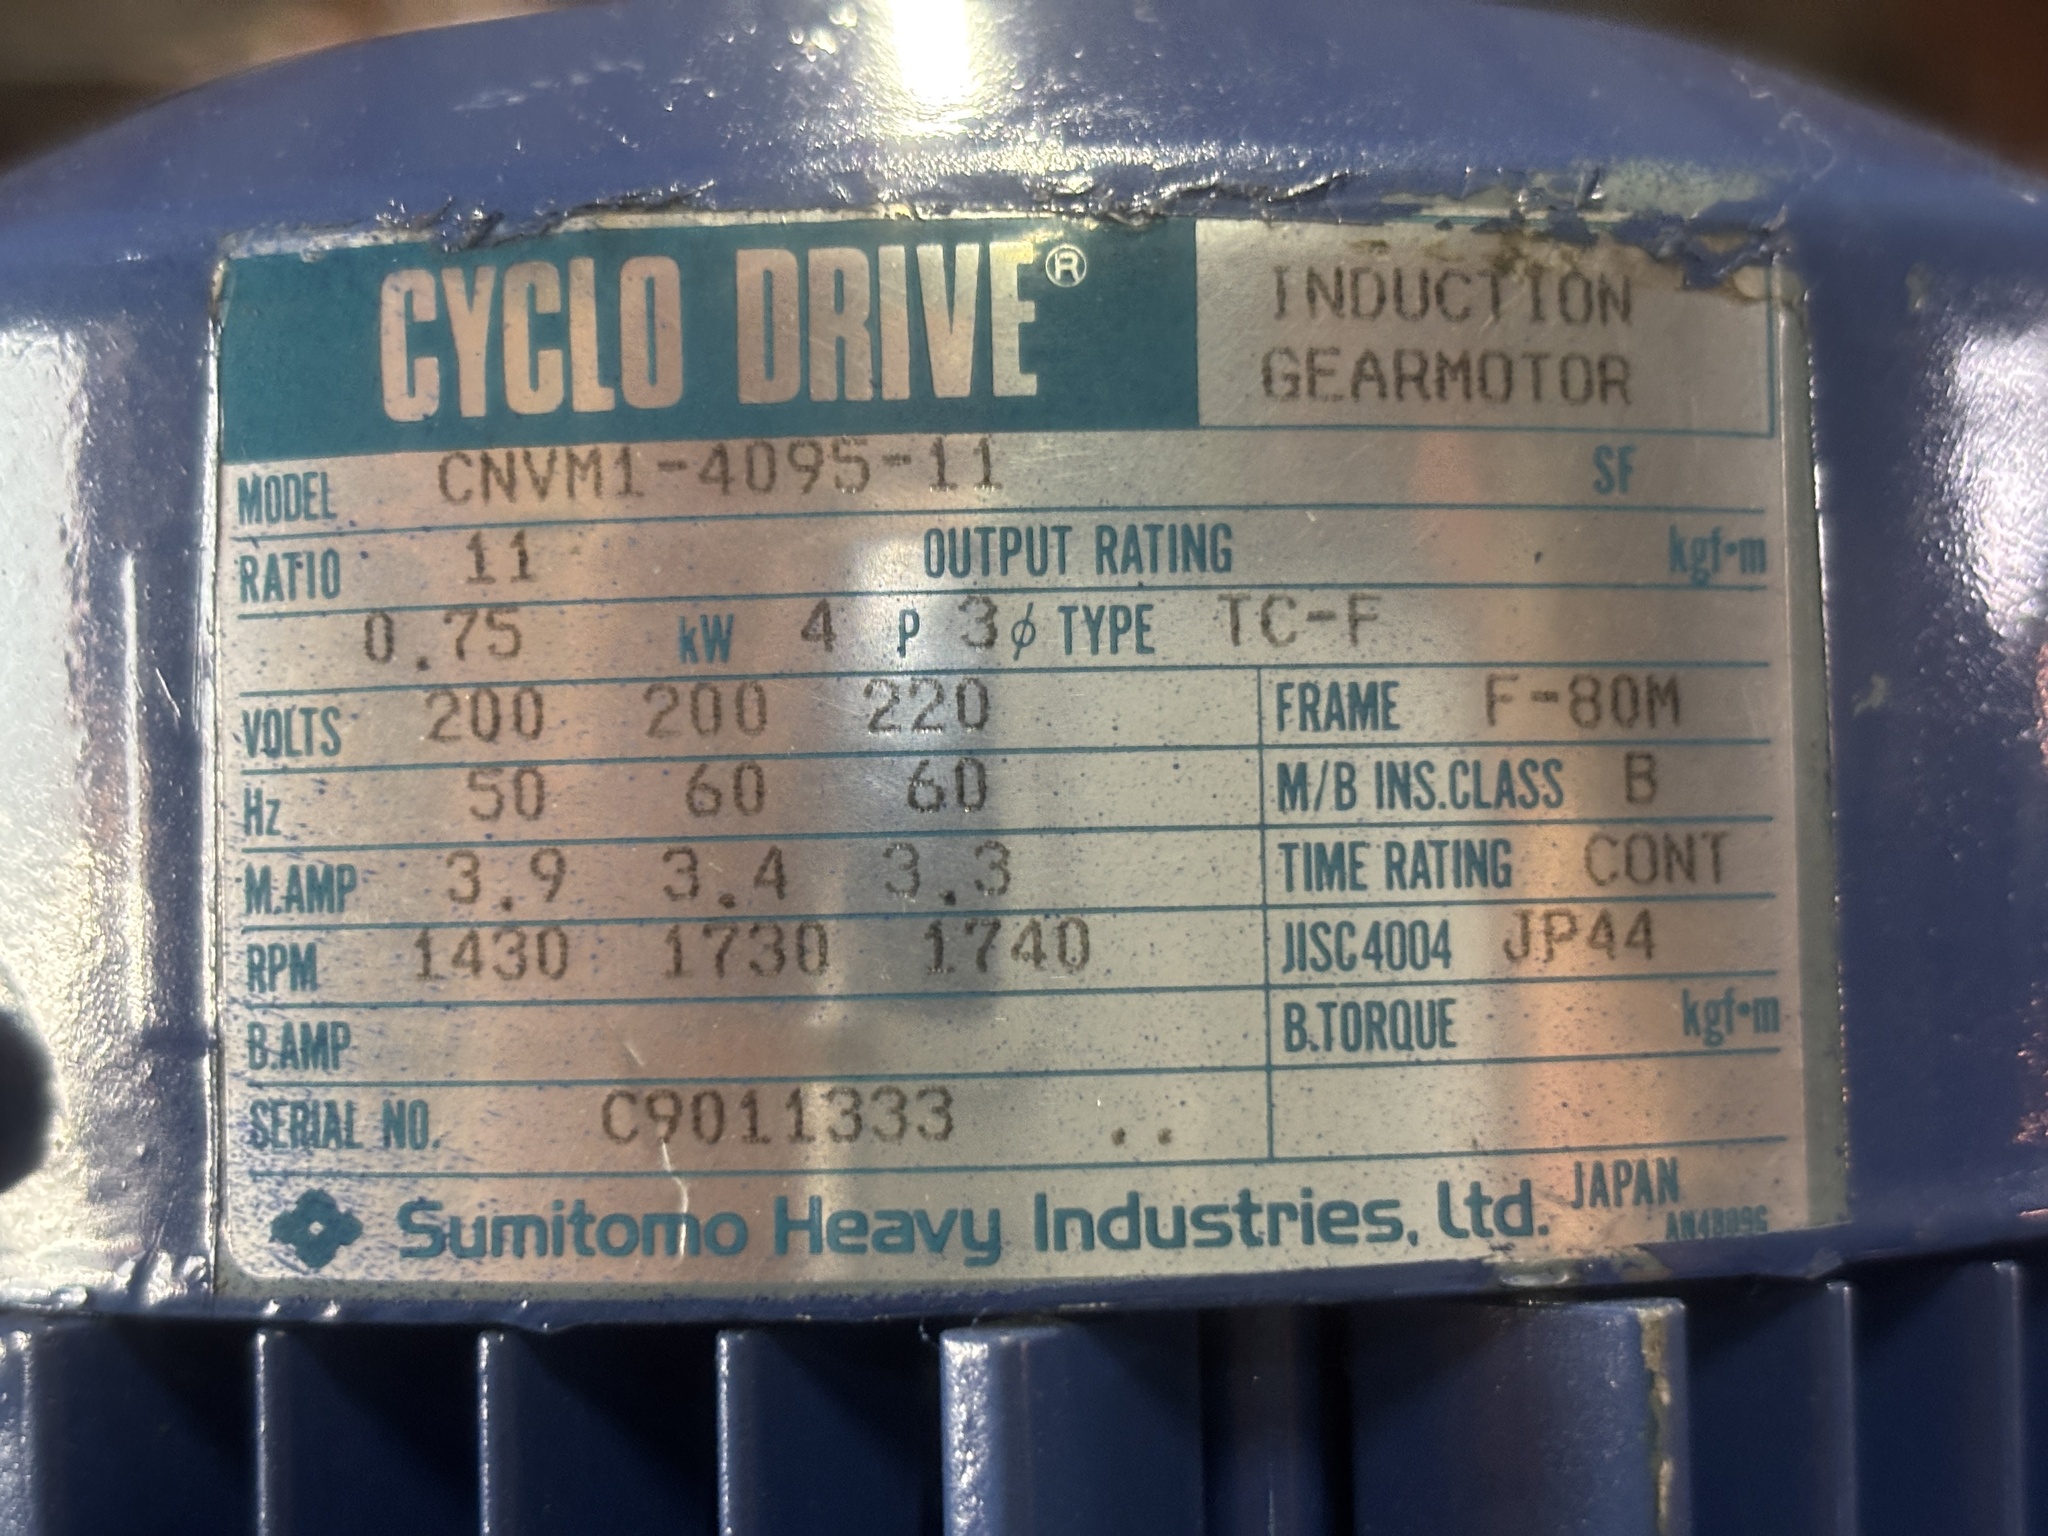 CYCLO DRIVE®
INDUCTION
GEARMOTOR
MODEL CNVM1-4095-11 SF
RATIO 11 OUTPUT RATING kgf•m
0.75 kW 4 P 3 ϕ TYPE TC-F
VOLTS 200 200 220 FRAME F-80M
Hz 50 60 60 M/B INS.CLASS B
M.AMP 3.9 3.4 3.3 TIME RATING CONT
RPM 1430 1730 1740 JISC4004 JP44
B.AMP B.TORQUE kgf•m
SERIAL NO. C9011333 ..
Sumitomo Heavy Industries, Ltd. JAPAN